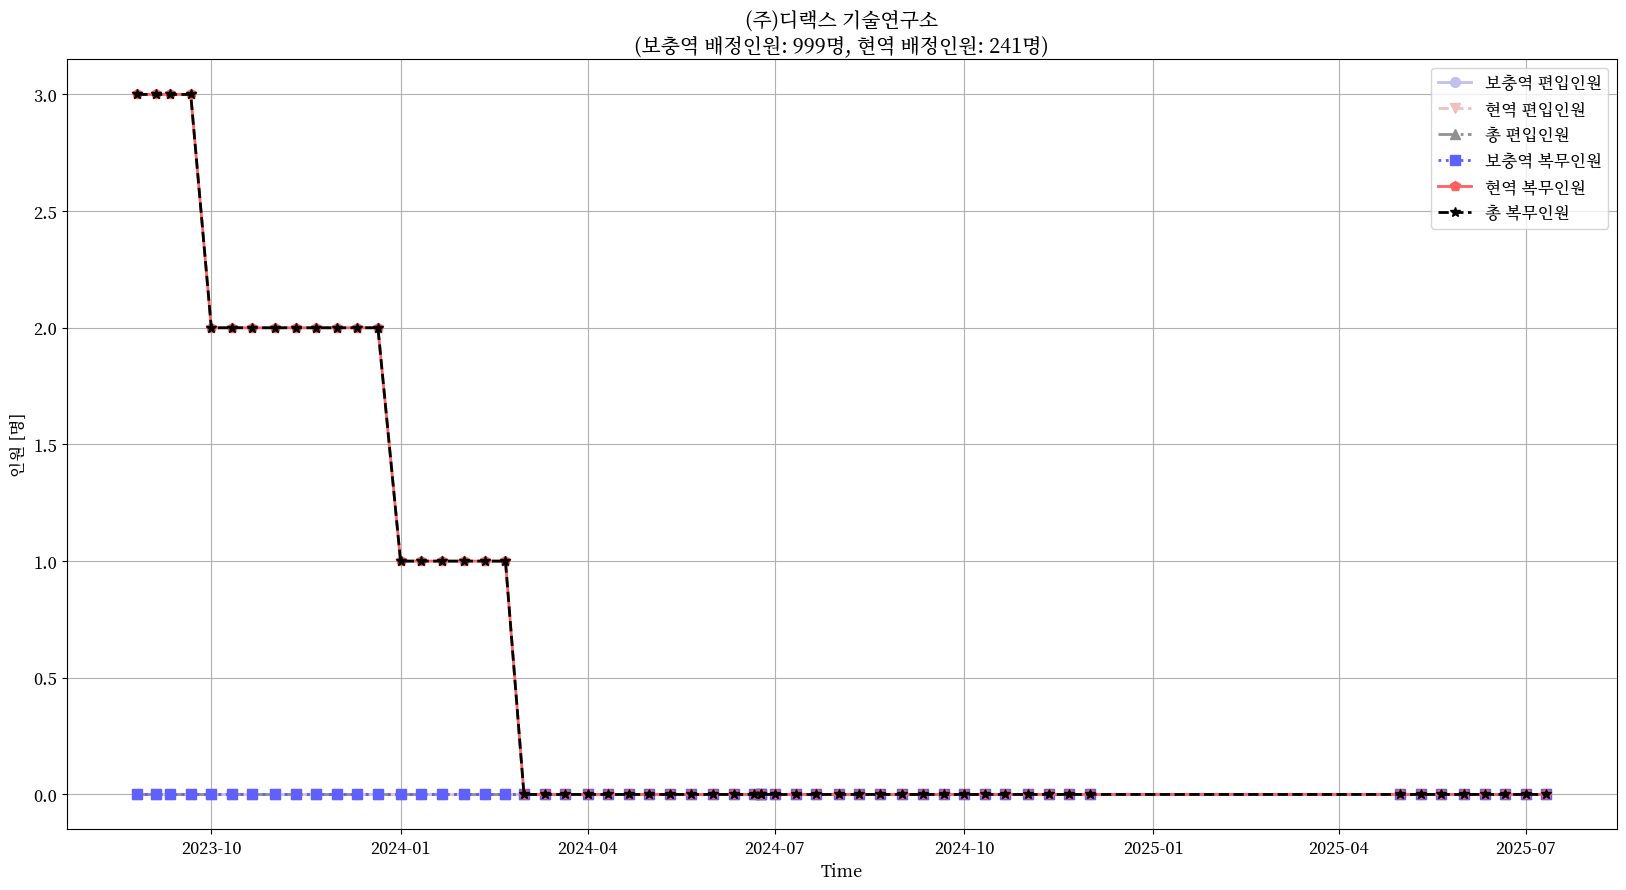 (주)디랙스 기술연구소
(보충역 배정인원: 999명, 현역 배정인원: 241명)
보충역 편입인원
현역 편입인원
총 편입인원
보충역 복무인원
현역 복무인원
총 복무인원
3.0
2.5
2.0
1.5
1.0
0.5
0.0
인원 [명]
2023-10
2024-01
2024-04
2024-07
2024-10
2025-01
2025-04
2025-07
Time